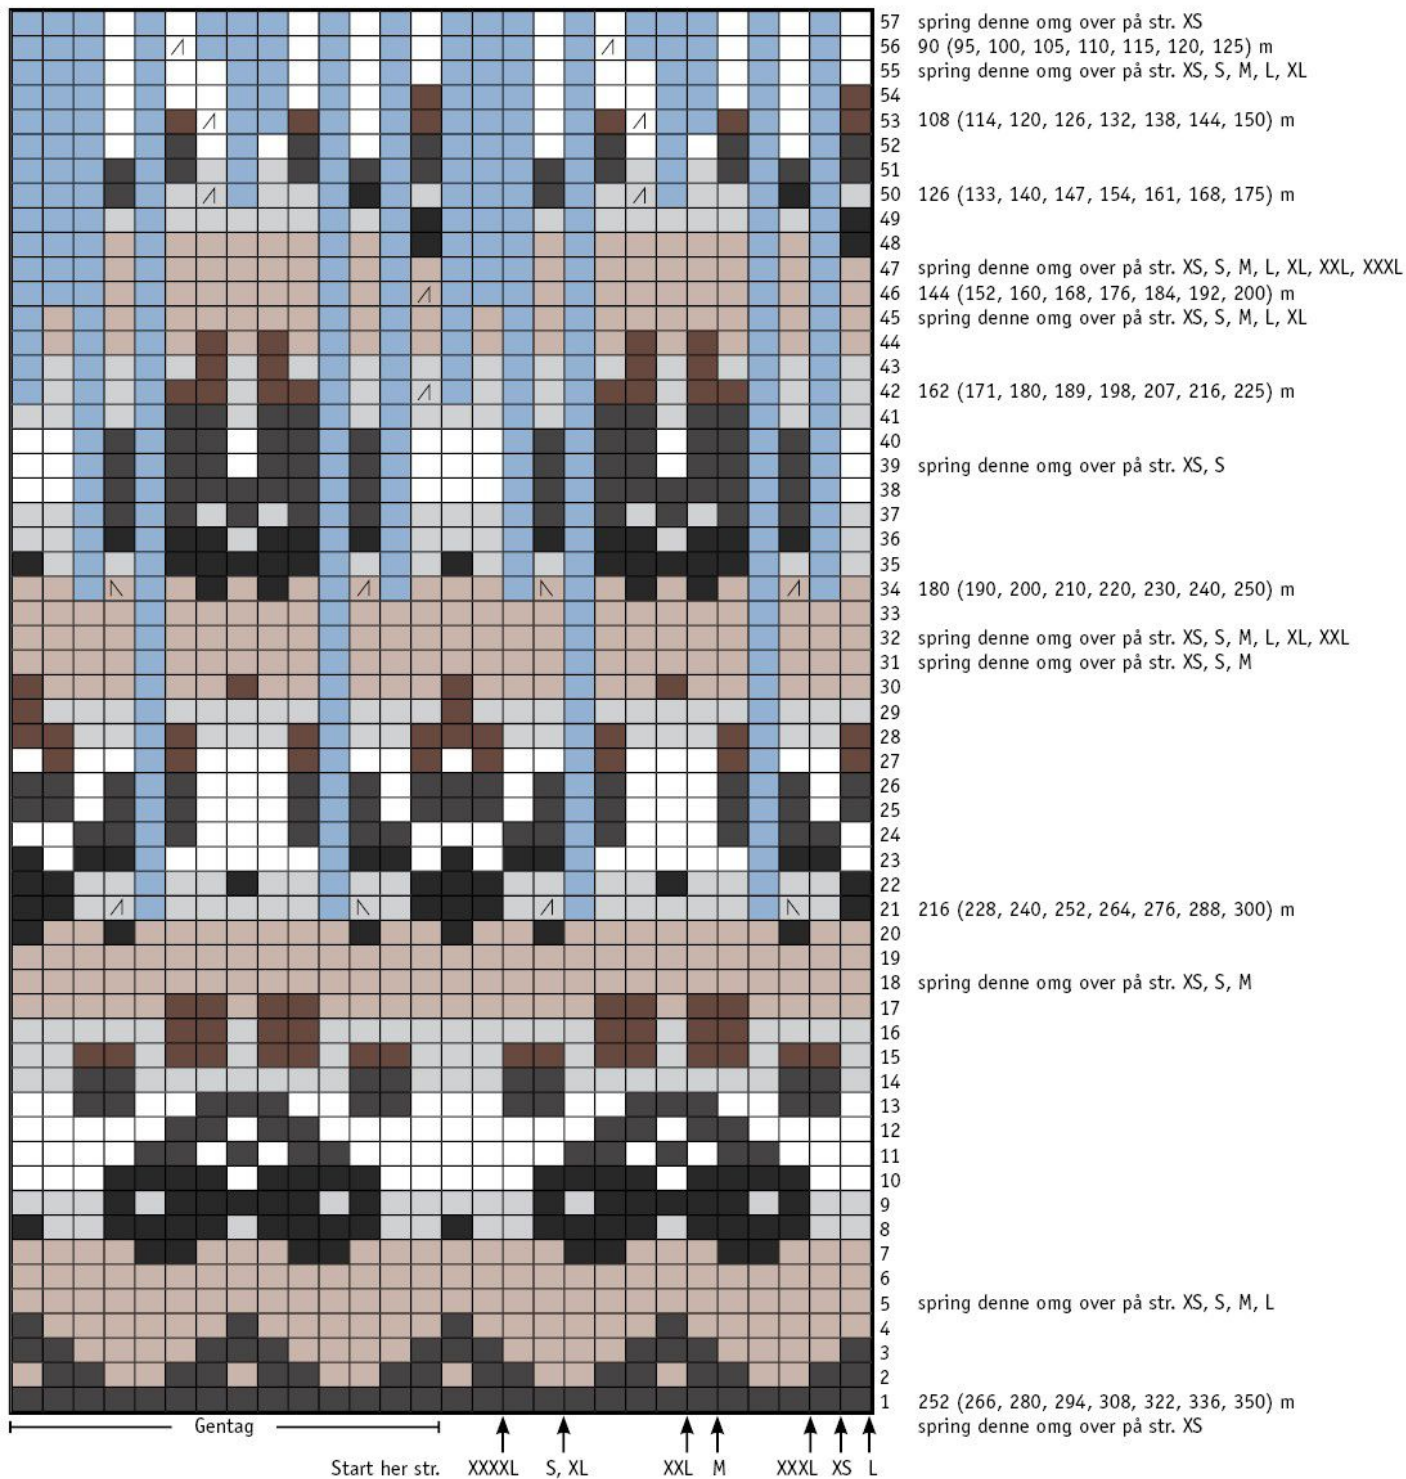 57 spring denne omg over på str. XS
56 90 (95, 100, 105, 110, 115, 120, 125) m
55 spring denne omg over på str. XS, S, M, L, XL
54
53 108 (114, 120, 126, 132, 138, 144, 150) m
52
51
50 126 (133, 140, 147, 154, 161, 168, 175) m
49
48
47 spring denne omg over på str. XS, S, M, L, XL, XXL, XXXL
46 144 (152, 160, 168, 176, 184, 192, 200) m
45 spring denne omg over på str. XS, S, M, L, XL
44
43
42 162 (171, 180, 189, 198, 207, 216, 225) m
41
40
39 spring denne omg over på str. XS, S
38
37
36
35
34 180 (190, 200, 210, 220, 230, 240, 250) m
33
32 spring denne omg over på str. XS, S, M, L, XL, XXL
31 spring denne omg over på str. XS, S, M
30
29
28
27
26
25
24
23
22
21 216 (228, 240, 252, 264, 276, 288, 300) m
20
19
18 spring denne omg over på str. XS, S, M
17
16
15
14
13
12
11
10
9
8
7
6
5 spring denne omg over på str. XS, S, M, L
4
3
2
1 252 (266, 280, 294, 308, 322, 336, 350) m
Gentag spring denne omg over på str. XS
Start her str. XXXXL S, XL XXL M XXXL XS L